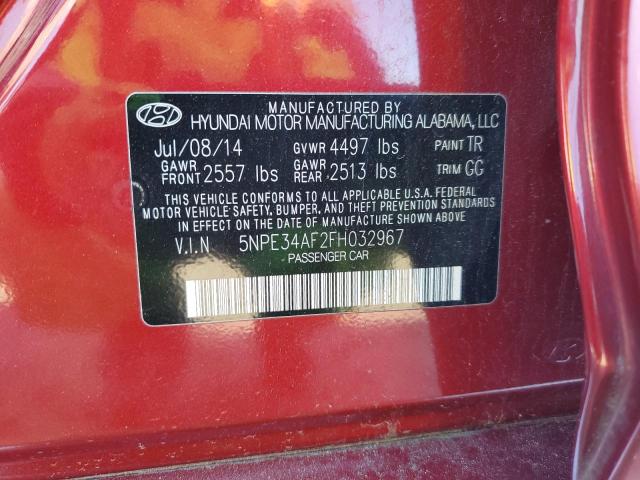 MANUFACTURED BY
HYUNDAI MOTOR MANUFACTURING ALABAMA, LLC
Jul/08/14 GVWR 4497 lbs PAINT TR
GAWR FRONT 2557 lbs GAWR REAR 2513 lbs TRIM GG
THIS VEHICLE CONFORMS TO ALL APPLICABLE U.S.A. FEDERAL
MOTOR VEHICLE SAFETY, BUMPER, AND THEFT PREVENTION STANDARDS
IN EFFECT ON THE DATE OF MANUFACTURE SHOWN ABOVE.
V.I.N 5NPE34AF2FH032967
PASSENGER CAR